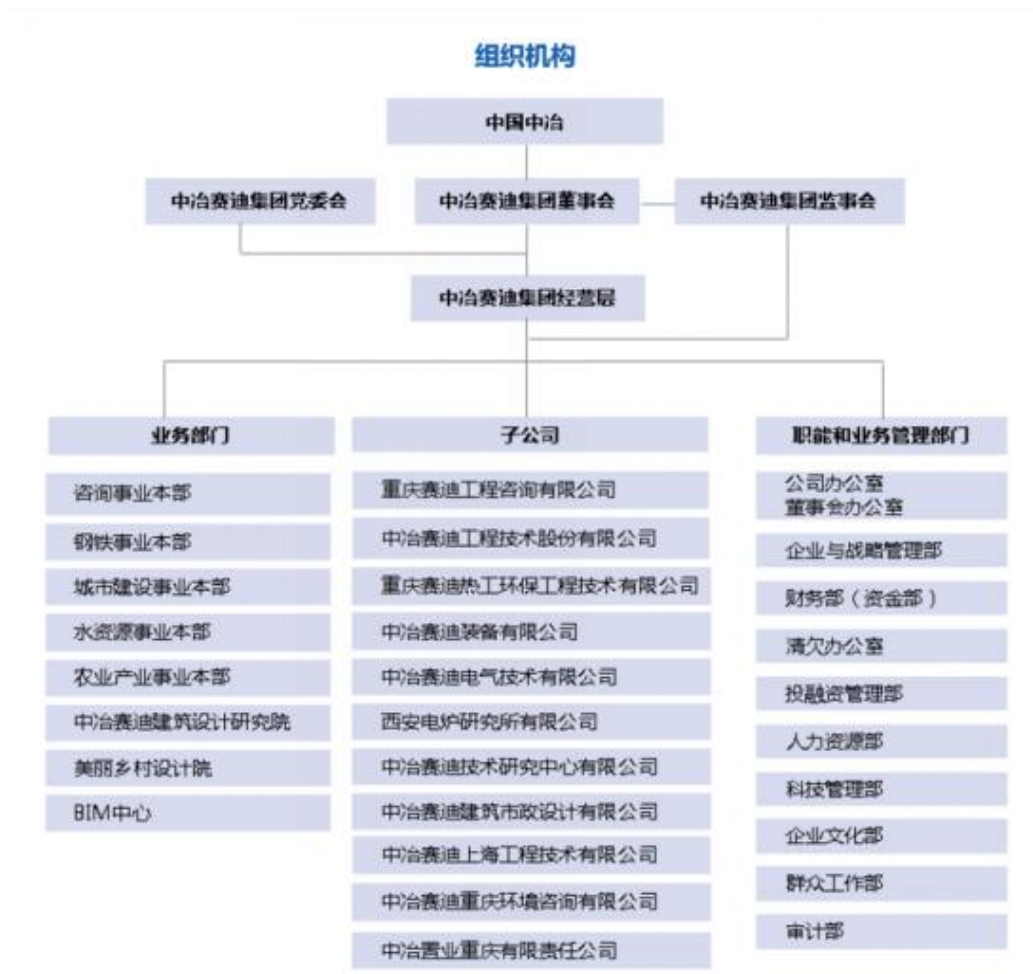 组织机构
中国中冶
中冶赛迪集团党委会
中冶赛迪集团董事会
中冶赛迪集团监事会
中冶赛迪集团经营层
业务部门
咨询事业本部
钢铁事业本部
城市建设事业本部
水资源事业本部
农业产业事业本部
中冶赛迪建筑设计研究院
美丽乡村设计院
BIM中心
子公司
重庆赛迪工程咨询有限公司
中冶赛迪工程技术股份有限公司
重庆赛迪热工环保工程技术有限公司
中冶赛迪装备有限公司
中冶赛迪电气技术有限公司
西安电炉研究所有限公司
中冶赛迪技术研究中心有限公司
中冶赛迪建筑市政设计有限公司
中冶赛迪上海工程技术有限公司
中冶赛迪重庆环境咨询有限公司
中冶置业重庆有限责任公司
职能和业务管理部门
公司办公室
董事会办公室
企业与战略管理部
财务部（资金部）
清欠办公室
投融资管理部
人力资源部
科技管理部
企业文化部
群众工作部
审计部